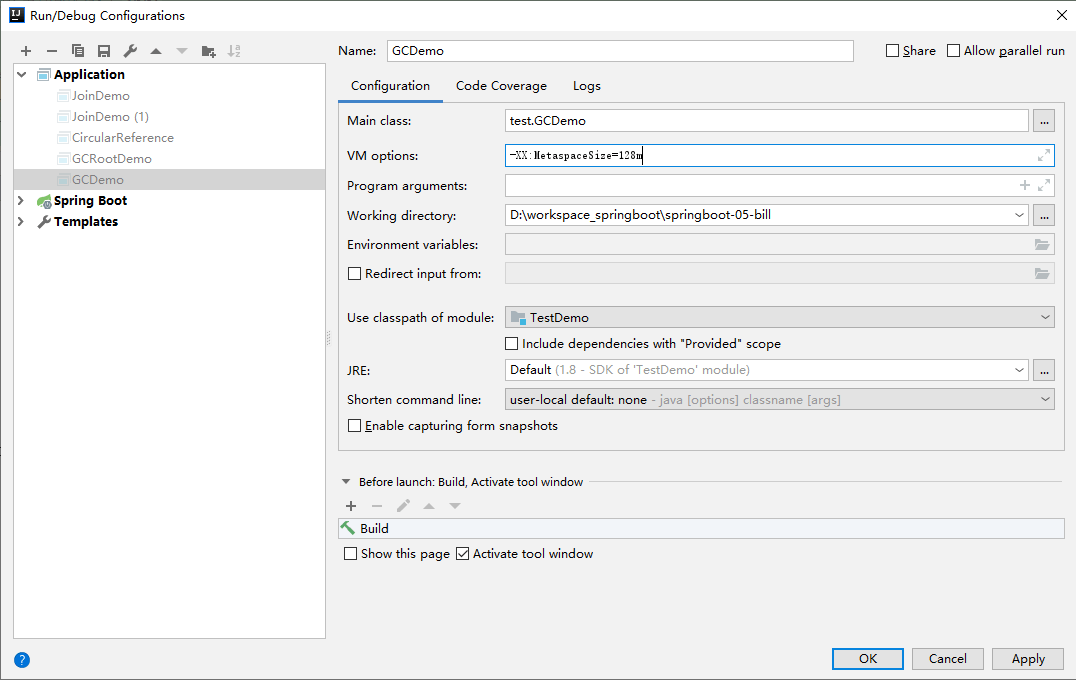 Run/Debug Configurations
Name: GCDemo Share Allow parallel run
Application
JoinDemo
JoinDemo (1)
CircularReference
GCRootDemo
GCDemo
Spring Boot
Templates
Configuration Code Coverage Logs
Main class: test.GCDemo ...
VM options: -XX:MetaspaceSize=128m
Program arguments:
Working directory: D:\workspace_springboot\springboot-05-bill ...
Environment variables:
Redirect input from:
Use classpath of module: TestDemo
Include dependencies with "Provided" scope
JRE: Default (1.8 - SDK of 'TestDemo' module) ...
Shorten command line: user-local default: none - java [options] classname [args]
Enable capturing form snapshots
Before launch: Build, Activate tool window
Build
Show this page Activate tool window
? OK Cancel Apply